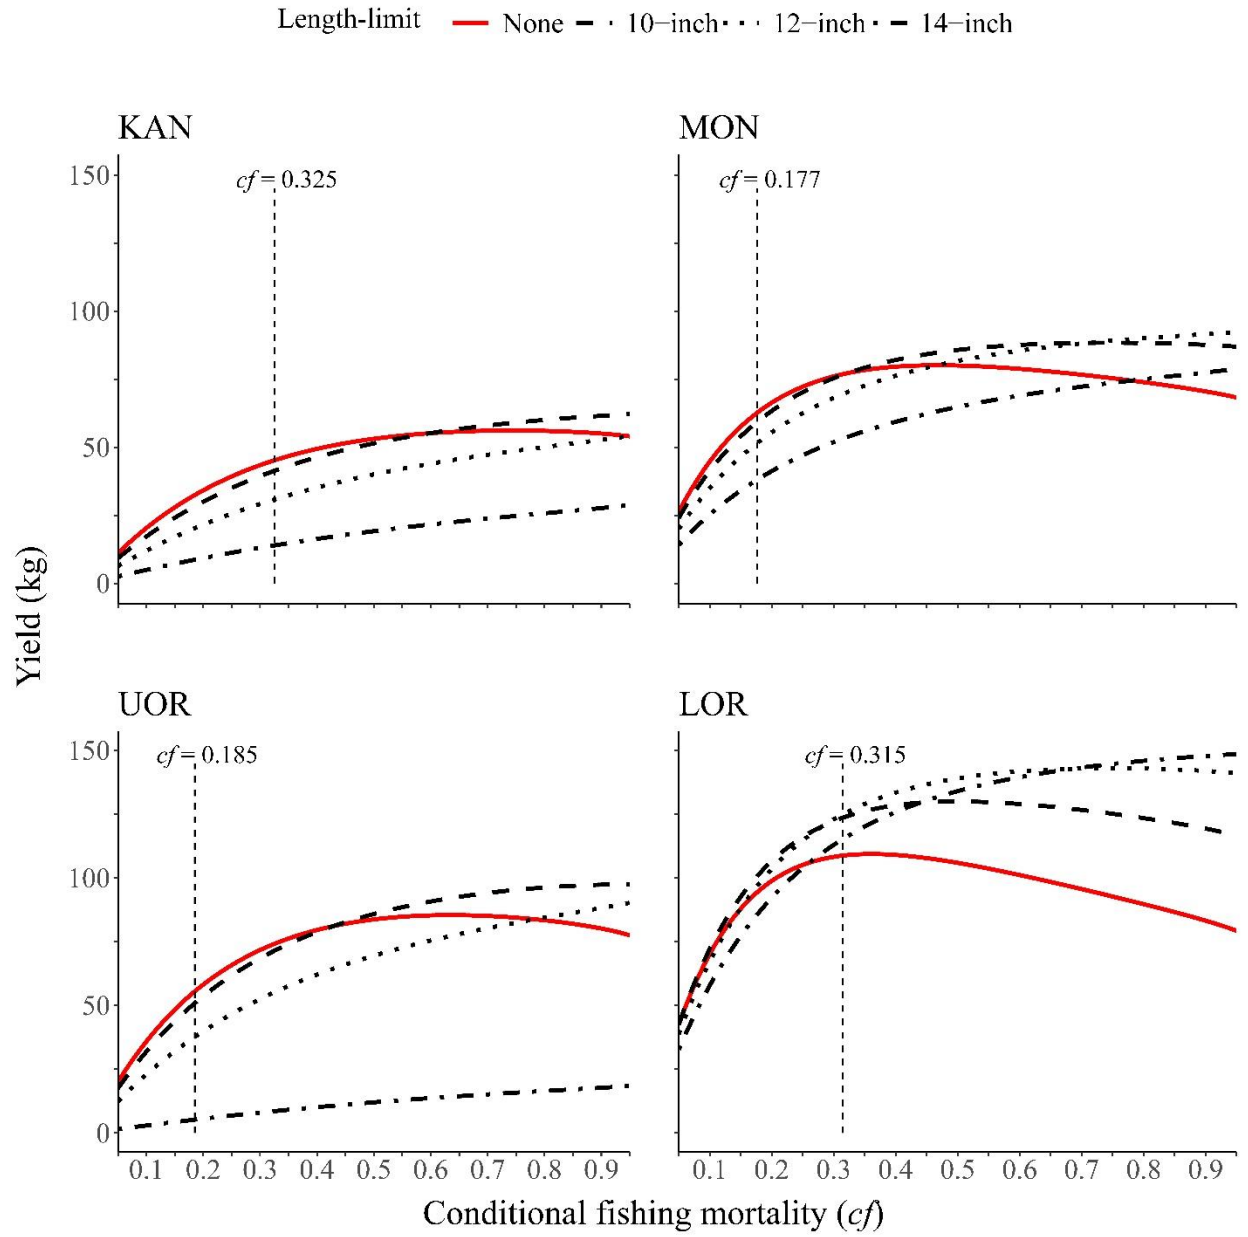 Length-limit None 10−inch 12−inch 14−inch
KAN
MON
150
cf = 0.325
cf = 0.177
100
50
0
Yield (kg)
UOR
LOR
150
cf = 0.185
cf = 0.315
100
50
0
0.1 0.2 0.3 0.4 0.5 0.6 0.7 0.8 0.9
0.1 0.2 0.3 0.4 0.5 0.6 0.7 0.8 0.9
Conditional fishing mortality (cf)